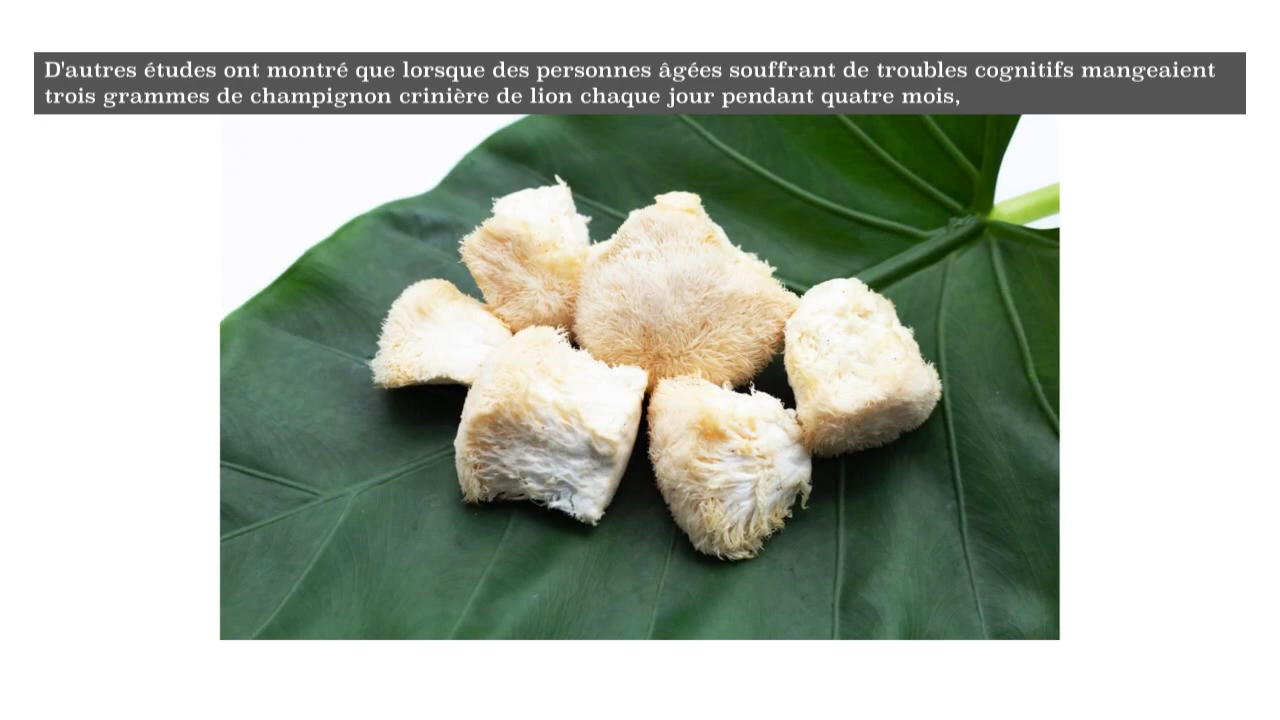 D'autres études ont montré que lorsque des personnes âgées souffrant de troubles cognitifs mangeaient
trois grammes de champignon crinière de lion chaque jour pendant quatre mois,